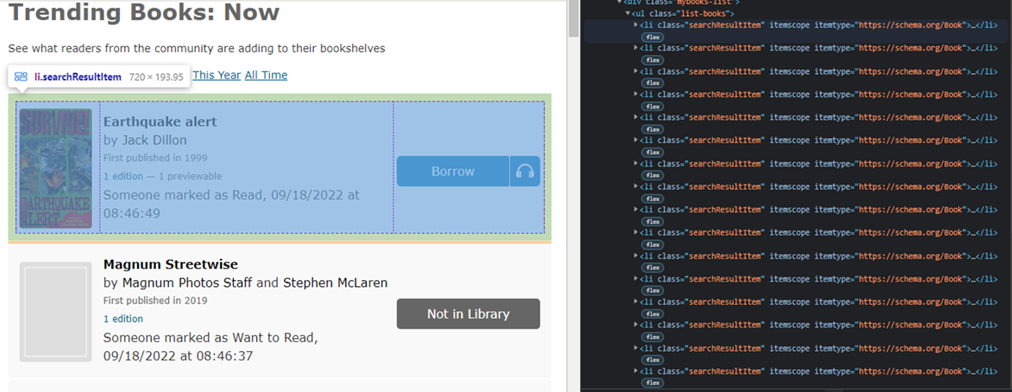 Trending Books: Now
See what readers from the community are adding to their bookshelves
li.searchResultItem 720 × 193.95
This Year All Time
SURVIVE!
EARTHQUAKE
ALERT
Earthquake alert
by Jack Dillon
First published in 1999
1 edition — 1 previewable
Someone marked as Read, 09/18/2022 at
08:46:49
Borrow
Magnum Streetwise
by Magnum Photos Staff and Stephen McLaren
First published in 2019
1 edition
Someone marked as Want to Read,
09/18/2022 at 08:46:37
Not in Library
<div class="mybooks-list">
<ul class="list-books">
<li class="searchResultItem" itemscope itemtype="https://schema.org/Book">…</li>
flex
<li class="searchResultItem" itemscope itemtype="https://schema.org/Book">…</li>
flex
<li class="searchResultItem" itemscope itemtype="https://schema.org/Book">…</li>
flex
<li class="searchResultItem" itemscope itemtype="https://schema.org/Book">…</li>
flex
<li class="searchResultItem" itemscope itemtype="https://schema.org/Book">…</li>
flex
<li class="searchResultItem" itemscope itemtype="https://schema.org/Book">…</li>
flex
<li class="searchResultItem" itemscope itemtype="https://schema.org/Book">…</li>
flex
<li class="searchResultItem" itemscope itemtype="https://schema.org/Book">…</li>
flex
<li class="searchResultItem" itemscope itemtype="https://schema.org/Book">…</li>
flex
<li class="searchResultItem" itemscope itemtype="https://schema.org/Book">…</li>
flex
<li class="searchResultItem" itemscope itemtype="https://schema.org/Book">…</li>
flex
<li class="searchResultItem" itemscope itemtype="https://schema.org/Book">…</li>
flex
<li class="searchResultItem" itemscope itemtype="https://schema.org/Book">…</li>
flex
<li class="searchResultItem" itemscope itemtype="https://schema.org/Book">…</li>
flex
<li class="searchResultItem" itemscope itemtype="https://schema.org/Book">…</li>
flex
<li class="searchResultItem" itemscope itemtype="https://schema.org/Book">…</li>
flex